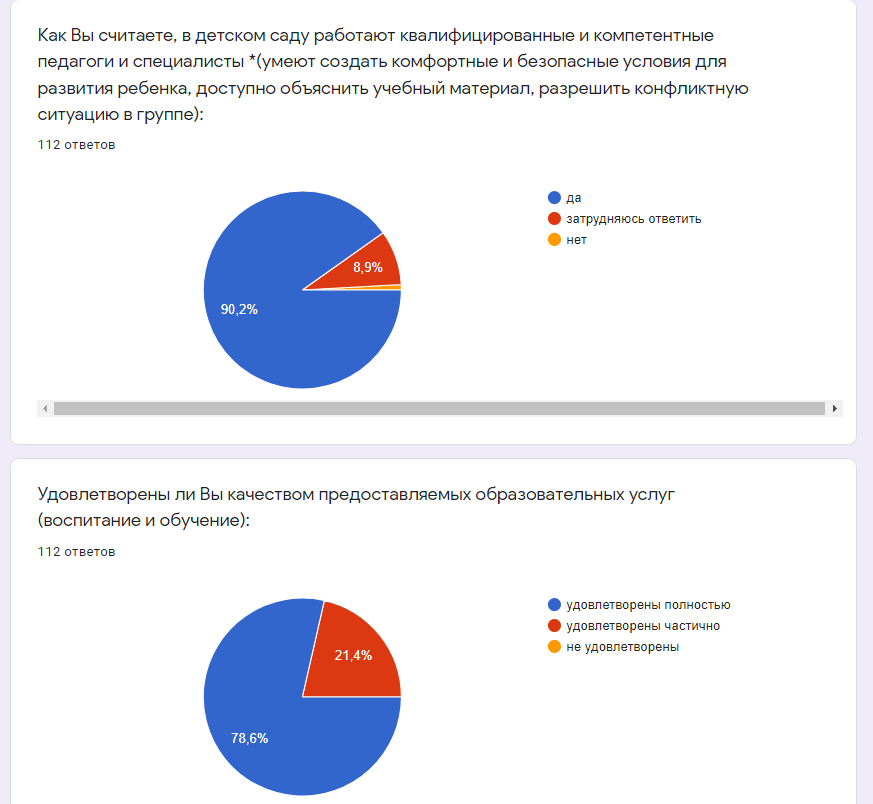 Как Вы считаете, в детском саду работают квалифицированные и компетентные
педагоги и специалисты *(умеют создать комфортные и безопасные условия для
развития ребенка, доступно объяснить учебный материал, разрешить конфликтную
ситуацию в группе):
112 ответов
да
затрудняюсь ответить
нет
8,9%
90,2%
Удовлетворены ли Вы качеством предоставляемых образовательных услуг
(воспитание и обучение):
112 ответов
удовлетворены полностью
удовлетворены частично
не удовлетворены
21,4%
78,6%